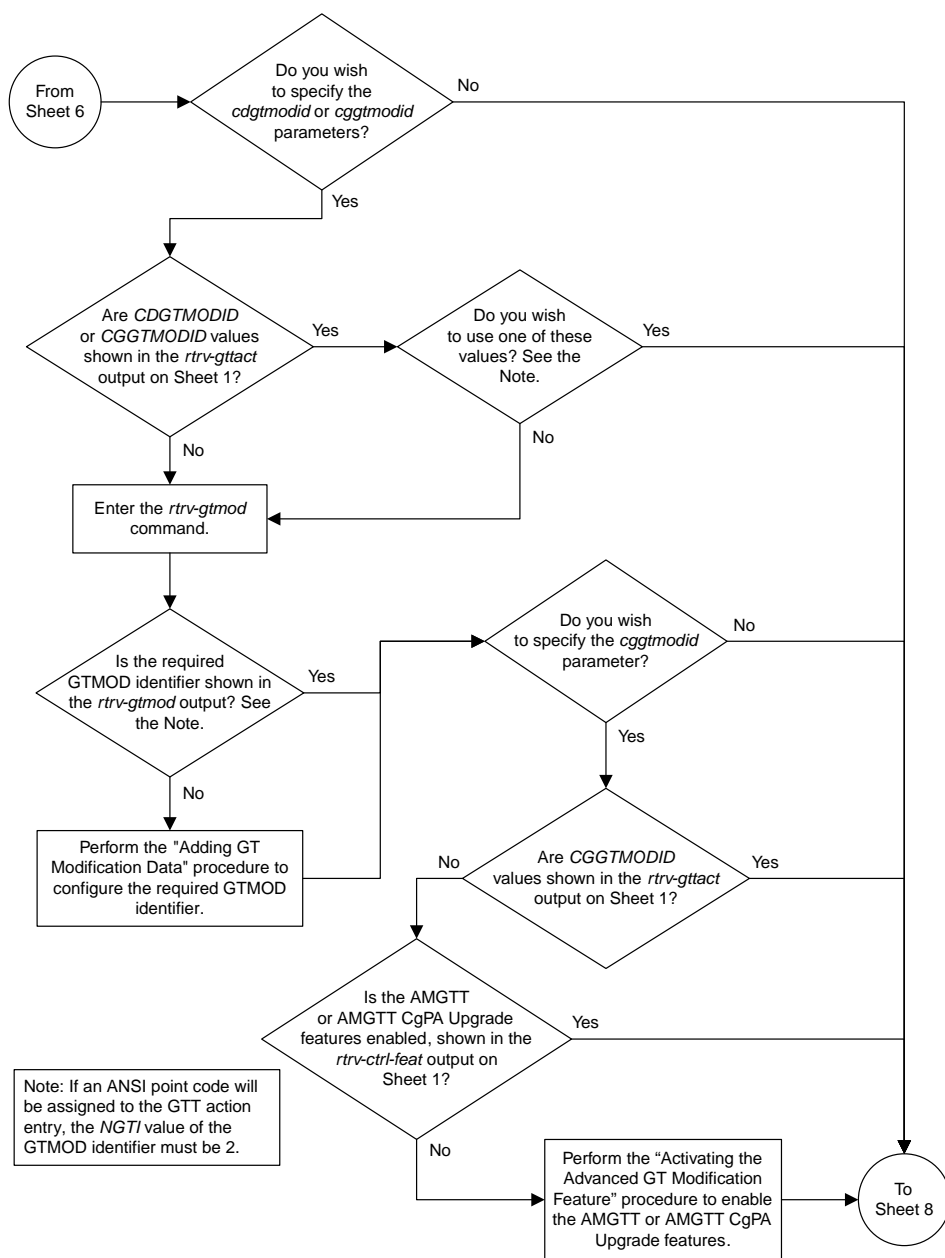 From
Sheet 6
Do you wish
to specify the
cdgtmodid or cggtmodid
parameters?
No
Yes
Are CDGTMODID
or CGGTMODID values
shown in the rtrv-gttact
output on Sheet 1?
Yes
Do you wish
to use one of these
values? See the
Note.
Yes
No
No
Enter the rtrv-gtmod
command.
Is the required
GTMOD identifier shown in
the rtrv-gtmod output? See
the Note.
Yes
Do you wish
to specify the cggtmodid
parameter?
No
Yes
No
Perform the "Adding GT
Modification Data" procedure to
configure the required GTMOD
identifier.
Are CGGTMODID
values shown in the rtrv-gttact
output on Sheet 1?
No
Yes
Is the AMGTT
or AMGTT CgPA Upgrade
features enabled, shown in the
rtrv-ctrl-feat output on
Sheet 1?
Yes
No
Note: If an ANSI point code will
be assigned to the GTT action
entry, the NGTI value of the
GTMOD identifier must be 2.
Perform the “Activating the
Advanced GT Modification
Feature” procedure to enable
the AMGTT or AMGTT CgPA
Upgrade features.
To
Sheet 8